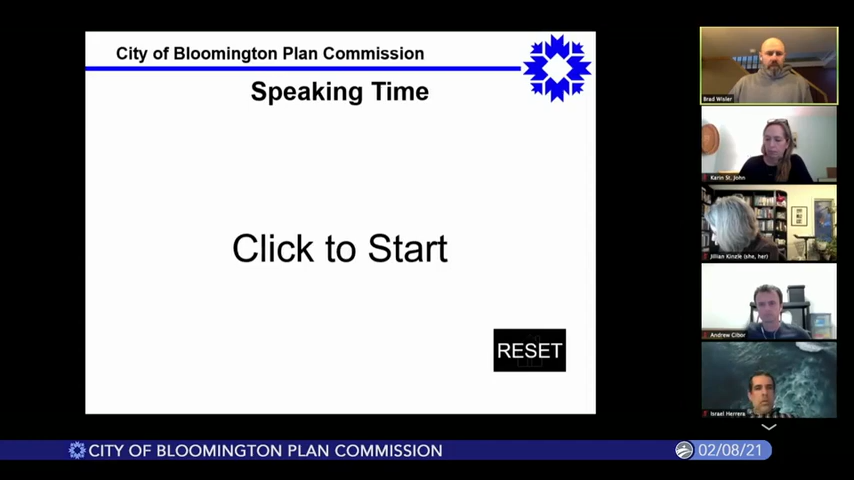 City of Bloomington Plan Commission
Speaking Time
Click to Start
RESET
Brad Wisler
Karin St. John
Jillian Kinzie (she, her)
Andrew Cibor
Israel Herrera
CITY OF BLOOMINGTON PLAN COMMISSION
02/08/21